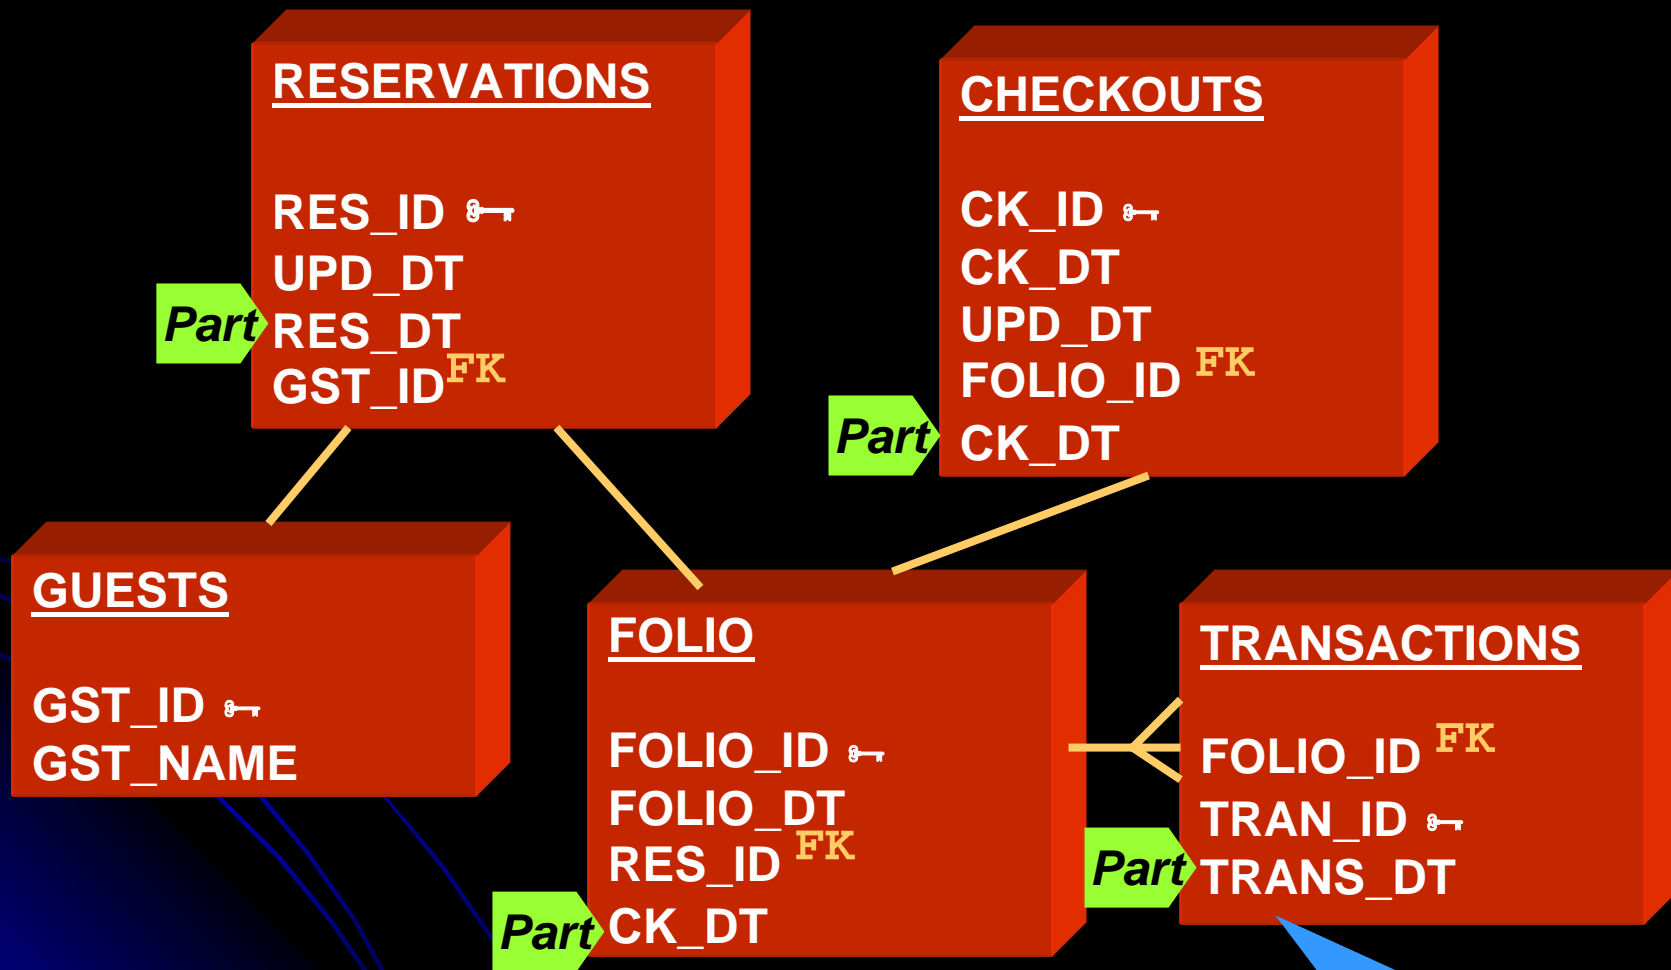 RESERVATIONS
RES_ID
UPD_DT
Part
RES_DT
GST_ID FK
CHECKOUTS
CK_ID
CK_DT
UPD_DT
FOLIO_ID FK
Part
CK_DT
GUESTS
GST_ID
GST_NAME
FOLIO
FOLIO_ID
FOLIO_DT
RES_ID FK
Part
CK_DT
TRANSACTIONS
FOLIO_ID FK
TRAN_ID
Part
TRANS_DT